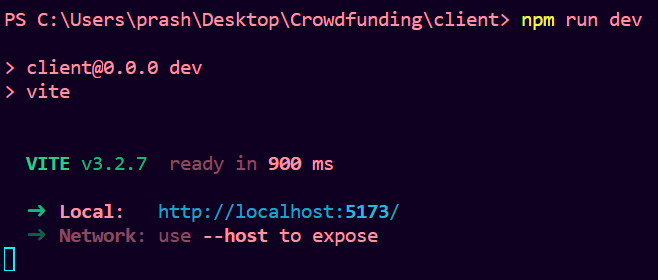 PS C:\Users\prash\Desktop\Crowdfunding\client> npm run dev
> client@0.0.0 dev
> vite
VITE v3.2.7  ready in 900 ms
➜ Local:   http://localhost:5173/
➜ Network: use --host to expose